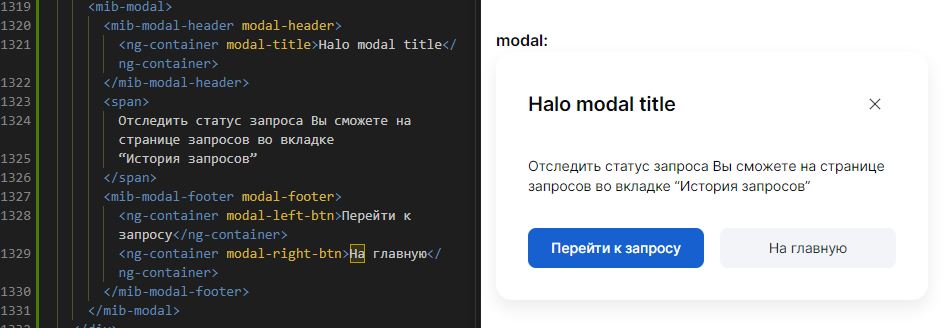 1319 <mib-modal>
1320 <mib-modal-header modal-header>
1321 <ng-container modal-title>Halo modal title</
ng-container>
1322 </mib-modal-header>
1323 <span>
1324 Отследить статус запроса Вы сможете на
странице запросов во вкладке
1325 “История запросов”
1326 </span>
1327 <mib-modal-footer modal-footer>
1328 <ng-container modal-left-btn>Перейти к
запросу</ng-container>
1329 <ng-container modal-right-btn>На главную</
ng-container>
1330 </mib-modal-footer>
1331 </mib-modal>
1332 </div>
modal:
Halo modal title
Отследить статус запроса Вы сможете на странице
запросов во вкладке “История запросов”
Перейти к запросу
На главную